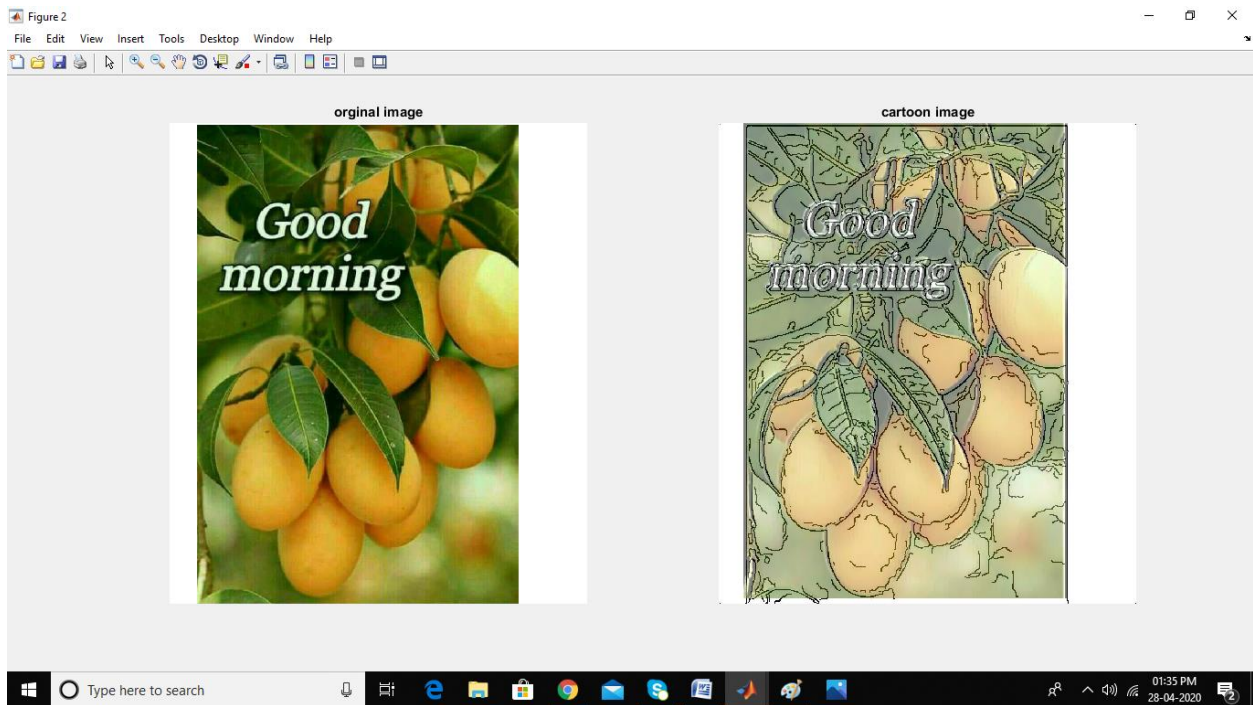 Figure 2
File Edit View Insert Tools Desktop Window Help
orginal image
cartoon image
Good
morning
Good
morning
Type here to search
01:35 PM
28-04-2020
2